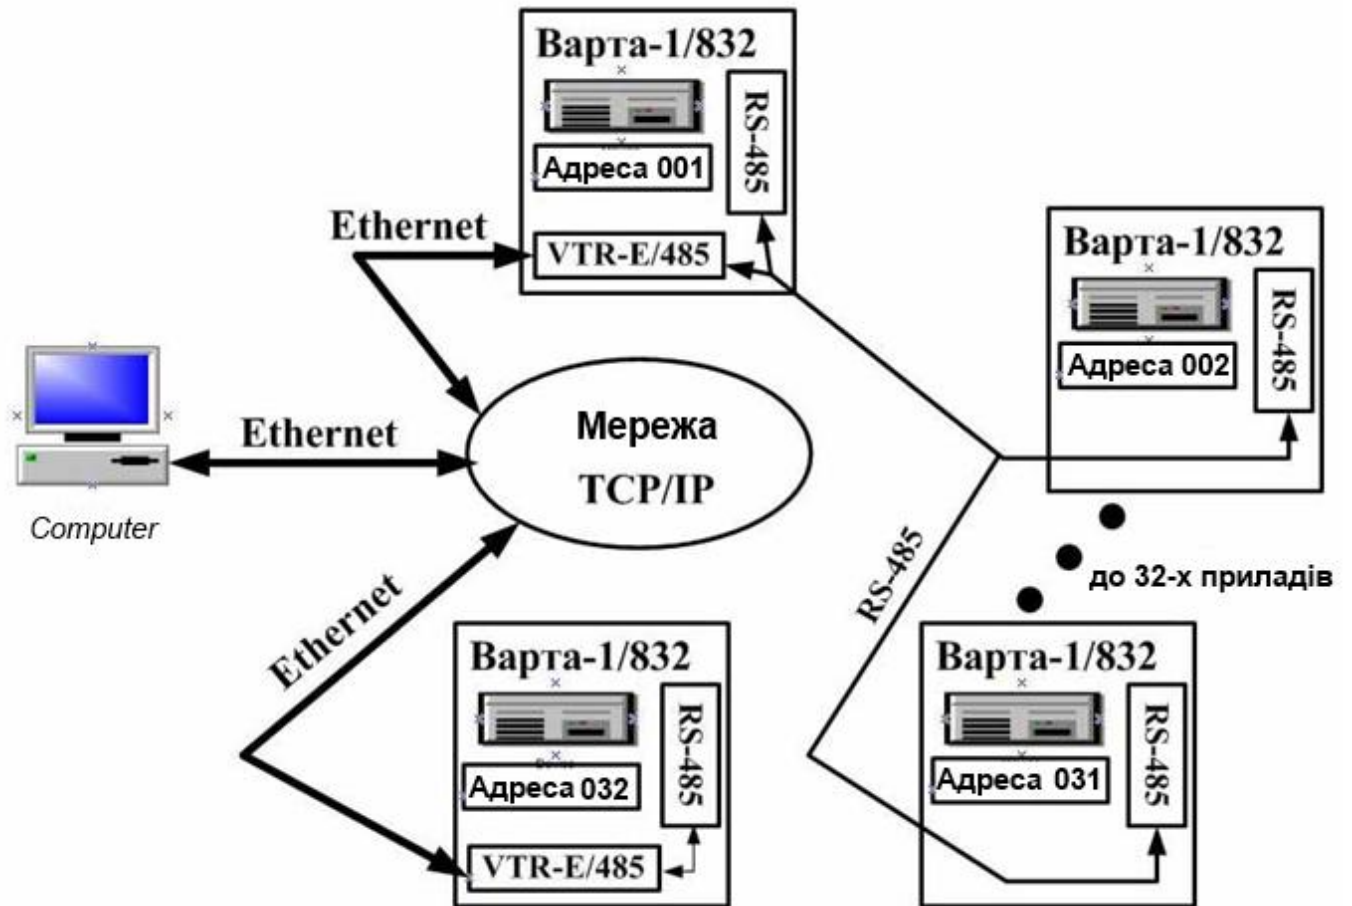 Варта-1/832
RS-485
Адреса 001
VTR-E/485
Ethernet
Варта-1/832
RS-485
Адреса 002
Ethernet
Computer
Мережа
TCP/IP
RS-485
до 32-х приладів
Ethernet
Варта-1/832
RS-485
Адреса 032
VTR-E/485
Варта-1/832
RS-485
Адреса 031